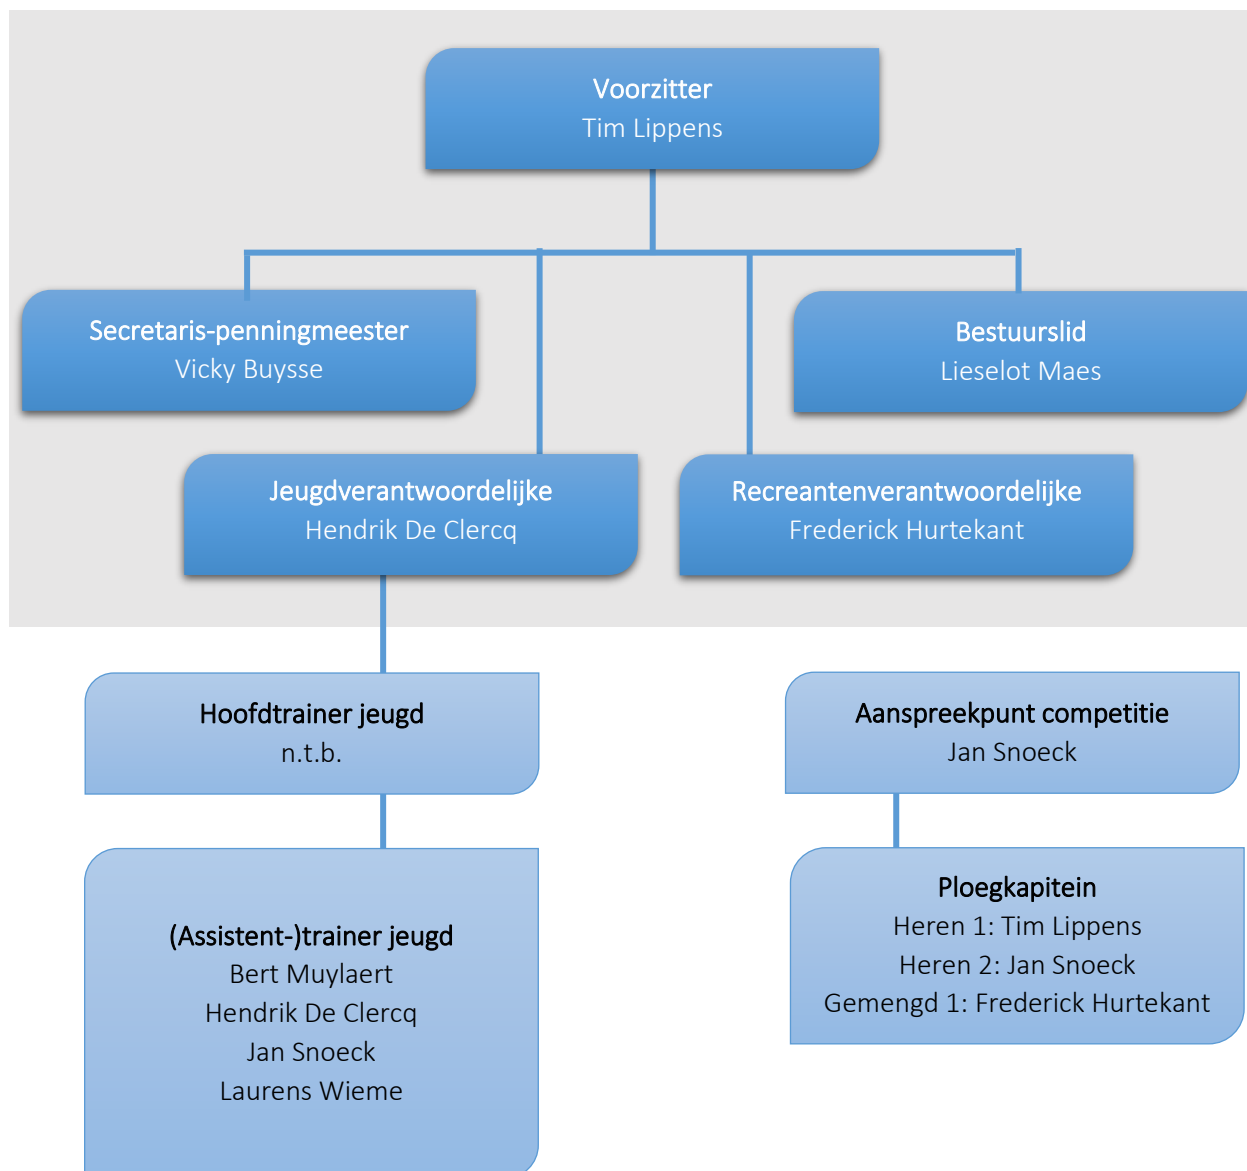 Voorzitter
Tim Lippens
Secretaris-penningmeester
Vicky Buysse
Bestuurslid
Lieselot Maes
Jeugdverantwoordelijke
Hendrik De Clercq
Recreantenverantwoordelijke
Frederick Hurtekant
Hoofdtrainer jeugd
n.t.b.
Aanspreekpunt competitie
Jan Snoeck
(Assistent-)trainer jeugd
Bert Muylaert
Hendrik De Clercq
Jan Snoeck
Laurens Wieme
Ploegkapitein
Heren 1: Tim Lippens
Heren 2: Jan Snoeck
Gemengd 1: Frederick Hurtekant